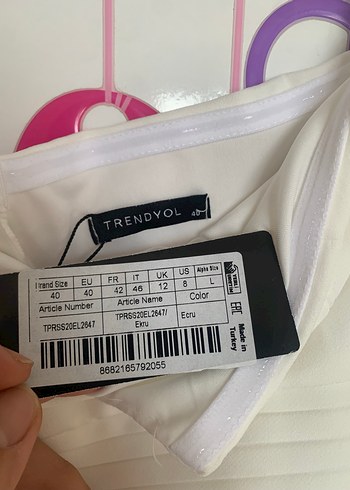 TRENDYOL 40
Brand Size EU FR IT UK US Alpha Size
40 40 42 46 12 8 L
Article Number Article Name Color
TPRSS20EL2647 TPRSS20EL2647/ Ecru
Ekru
8682165792055
EAC
Made in
Turkey